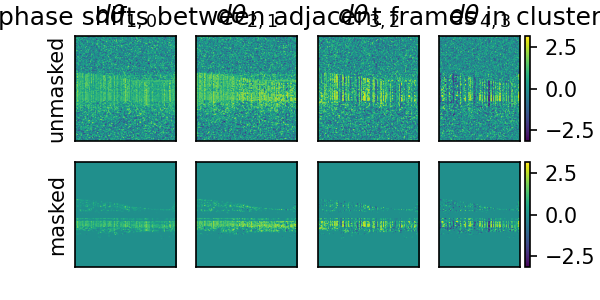 phase shifts between adjacent frames in cluster
dθ₁,₀ dθ₂,₁ dθ₃,₂ dθ₄,₃
unmasked
2.5
0.0
−2.5
masked
2.5
0.0
−2.5